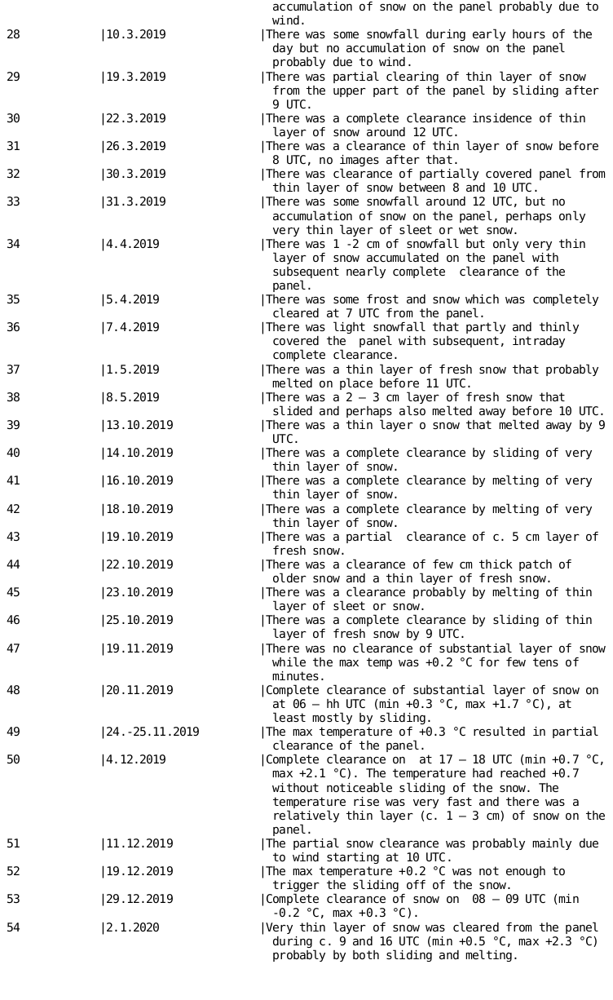 accumulation of snow on the panel probably due to
wind.
28 |10.3.2019 |There was some snowfall during early hours of the
day but no accumulation of snow on the panel
probably due to wind.
29 |19.3.2019 |There was partial clearing of thin layer of snow
from the upper part of the panel by sliding after
9 UTC.
30 |22.3.2019 |There was a complete clearance insidence of thin
layer of snow around 12 UTC.
31 |26.3.2019 |There was a clearance of thin layer of snow before
8 UTC, no images after that.
32 |30.3.2019 |There was clearance of partially covered panel from
thin layer of snow between 8 and 10 UTC.
33 |31.3.2019 |There was some snowfall around 12 UTC, but no
accumulation of snow on the panel, perhaps only
very thin layer of sleet or wet snow.
34 |4.4.2019 |There was 1 -2 cm of snowfall but only very thin
layer of snow accumulated on the panel with
subsequent nearly complete  clearance of the
panel.
35 |5.4.2019 |There was some frost and snow which was completely
cleared at 7 UTC from the panel.
36 |7.4.2019 |There was light snowfall that partly and thinly
covered the  panel with subsequent, intraday
complete clearance.
37 |1.5.2019 |There was a thin layer of fresh snow that probably
melted on place before 11 UTC.
38 |8.5.2019 |There was a 2 – 3 cm layer of fresh snow that
slided and perhaps also melted away before 10 UTC.
39 |13.10.2019 |There was a thin layer o snow that melted away by 9
UTC.
40 |14.10.2019 |There was a complete clearance by sliding of very
thin layer of snow.
41 |16.10.2019 |There was a complete clearance by melting of very
thin layer of snow.
42 |18.10.2019 |There was a complete clearance by melting of very
thin layer of snow.
43 |19.10.2019 |There was a partial  clearance of c. 5 cm layer of
fresh snow.
44 |22.10.2019 |There was a clearance of few cm thick patch of
older snow and a thin layer of fresh snow.
45 |23.10.2019 |There was a clearance probably by melting of thin
layer of sleet or snow.
46 |25.10.2019 |There was a complete clearance by sliding of thin
layer of fresh snow by 9 UTC.
47 |19.11.2019 |There was no clearance of substantial layer of snow
while the max temp was +0.2 °C for few tens of
minutes.
48 |20.11.2019 |Complete clearance of substantial layer of snow on
at 06 – hh UTC (min +0.3 °C, max +1.7 °C), at
least mostly by sliding.
49 |24.-25.11.2019 |The max temperature of +0.3 °C resulted in partial
clearance of the panel.
50 |4.12.2019 |Complete clearance on  at 17 – 18 UTC (min +0.7 °C,
max +2.1 °C). The temperature had reached +0.7
without noticeable sliding of the snow. The
temperature rise was very fast and there was a
relatively thin layer (c. 1 – 3 cm) of snow on the
panel.
51 |11.12.2019 |The partial snow clearance was probably mainly due
to wind starting at 10 UTC.
52 |19.12.2019 |The max temperature +0.2 °C was not enough to
trigger the sliding off of the snow.
53 |29.12.2019 |Complete clearance of snow on  08 – 09 UTC (min
-0.2 °C, max +0.3 °C).
54 |2.1.2020 |Very thin layer of snow was cleared from the panel
during c. 9 and 16 UTC (min +0.5 °C, max +2.3 °C)
probably by both sliding and melting.